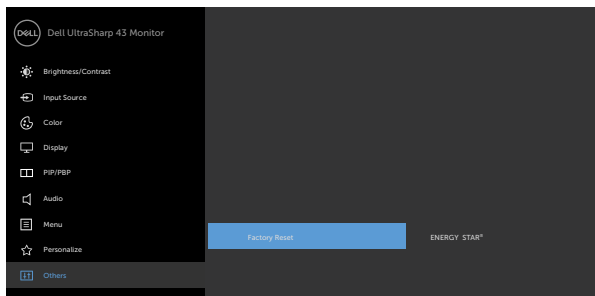 DELL Dell UltraSharp 43 Monitor
Brightness/Contrast
Input Source
Color
Display
PIP/PBP
Audio
Menu
Personalize
Factory Reset ENERGY STAR®
Others